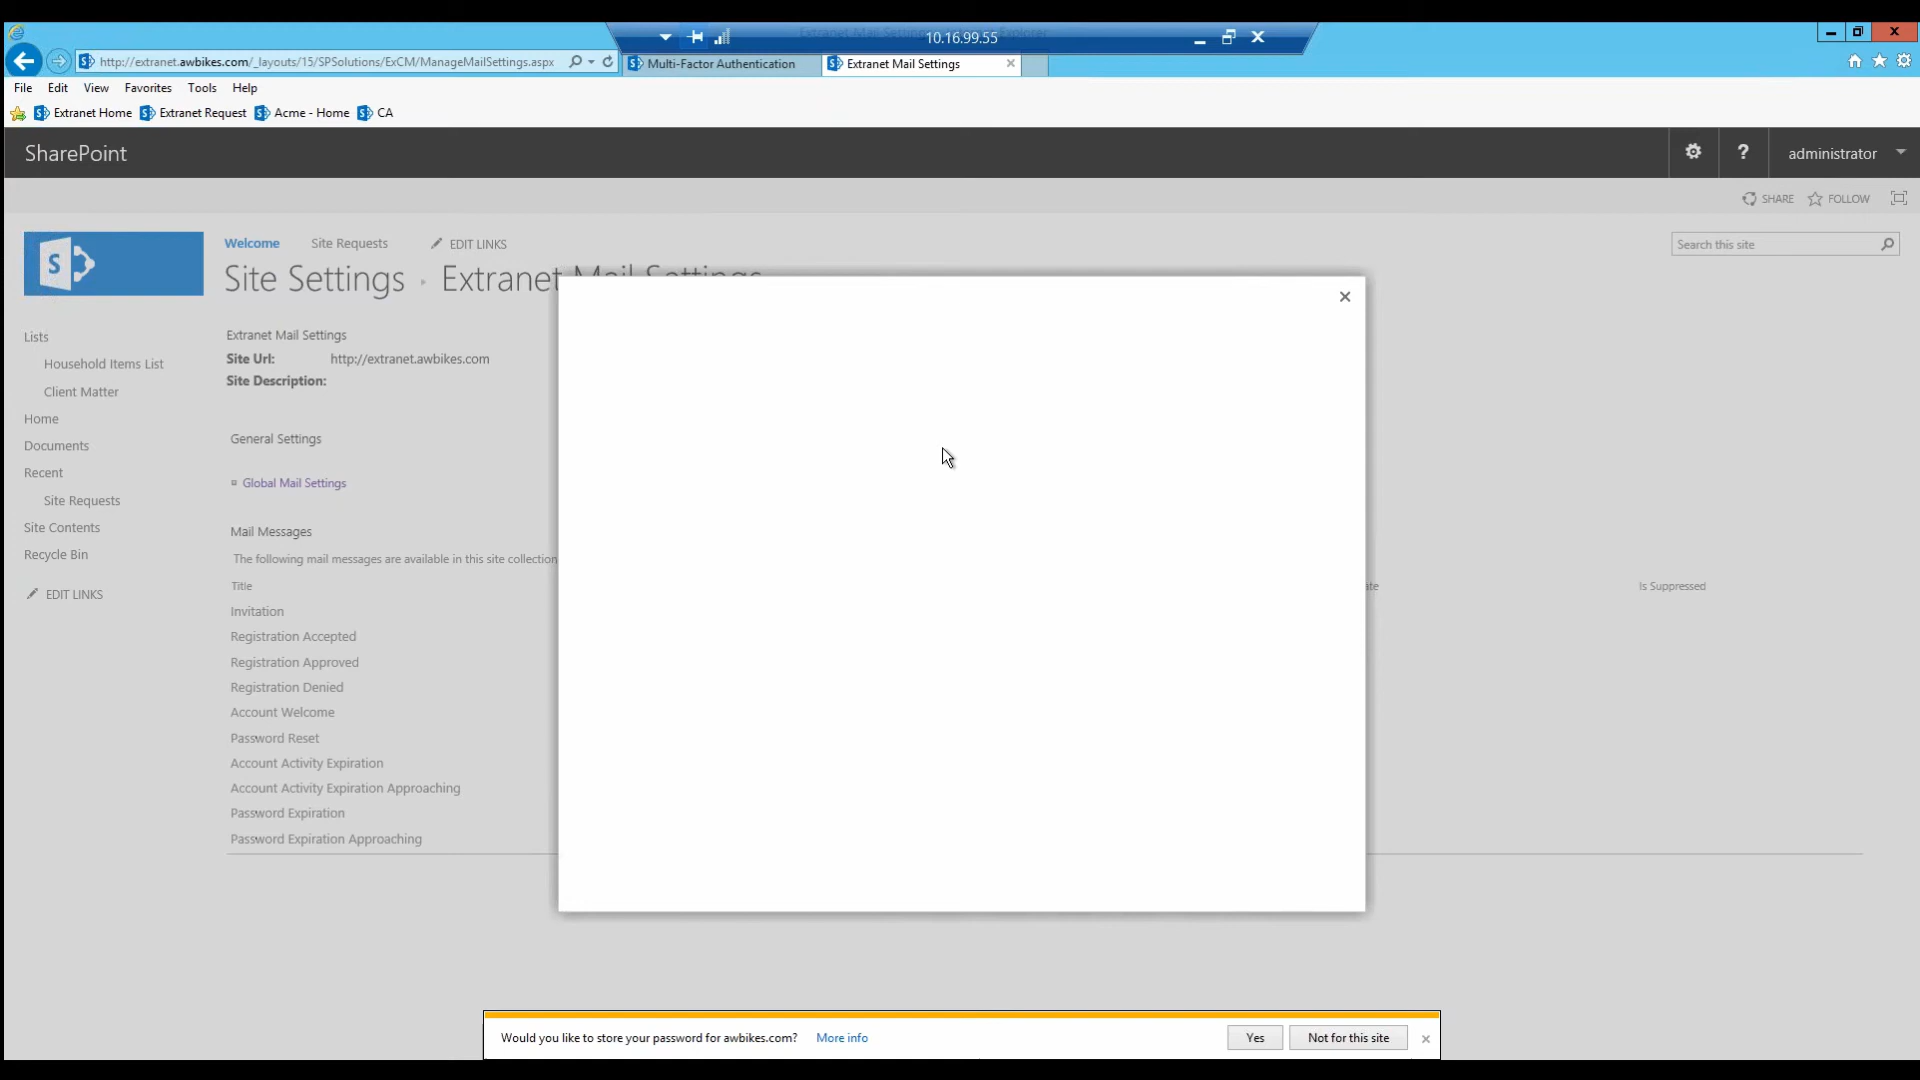 10.16.99.55
http://extranet.awbikes.com/_layouts/15/SPSolutions/ExCM/ManageMailSettings.aspx
Multi-Factor Authentication
Extranet Mail Settings
File Edit View Favorites Tools Help
Extranet Home Extranet Request Acme - Home CA
SharePoint
? administrator
SHARE FOLLOW
Welcome Site Requests EDIT LINKS
Search this site
Site Settings Extranet Mail Settings
Lists
Household Items List
Client Matter
Home
Documents
Recent
Site Requests
Site Contents
Recycle Bin
EDIT LINKS
Extranet Mail Settings
Site Url: http://extranet.awbikes.com
Site Description:
General Settings
Global Mail Settings
Mail Messages
The following mail messages are available in this site collection
Title ate Is Suppressed
Invitation
Registration Accepted
Registration Approved
Registration Denied
Account Welcome
Password Reset
Account Activity Expiration
Account Activity Expiration Approaching
Password Expiration
Password Expiration Approaching
Would you like to store your password for awbikes.com? More info Yes Not for this site